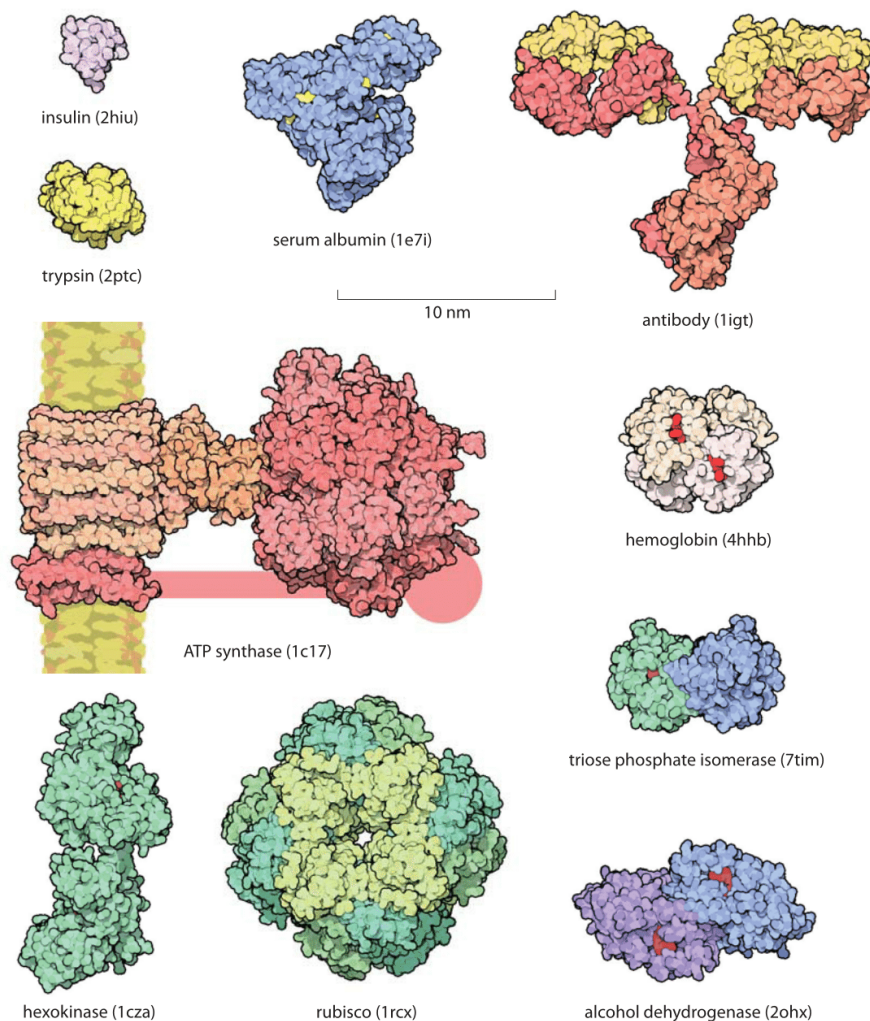 insulin (2hiu)
trypsin (2ptc)
serum albumin (1e7i)
10 nm
antibody (1igt)
ATP synthase (1c17)
hemoglobin (4hhb)
triose phosphate isomerase (7tim)
hexokinase (1cza)
rubisco (1rcx)
alcohol dehydrogenase (2ohx)